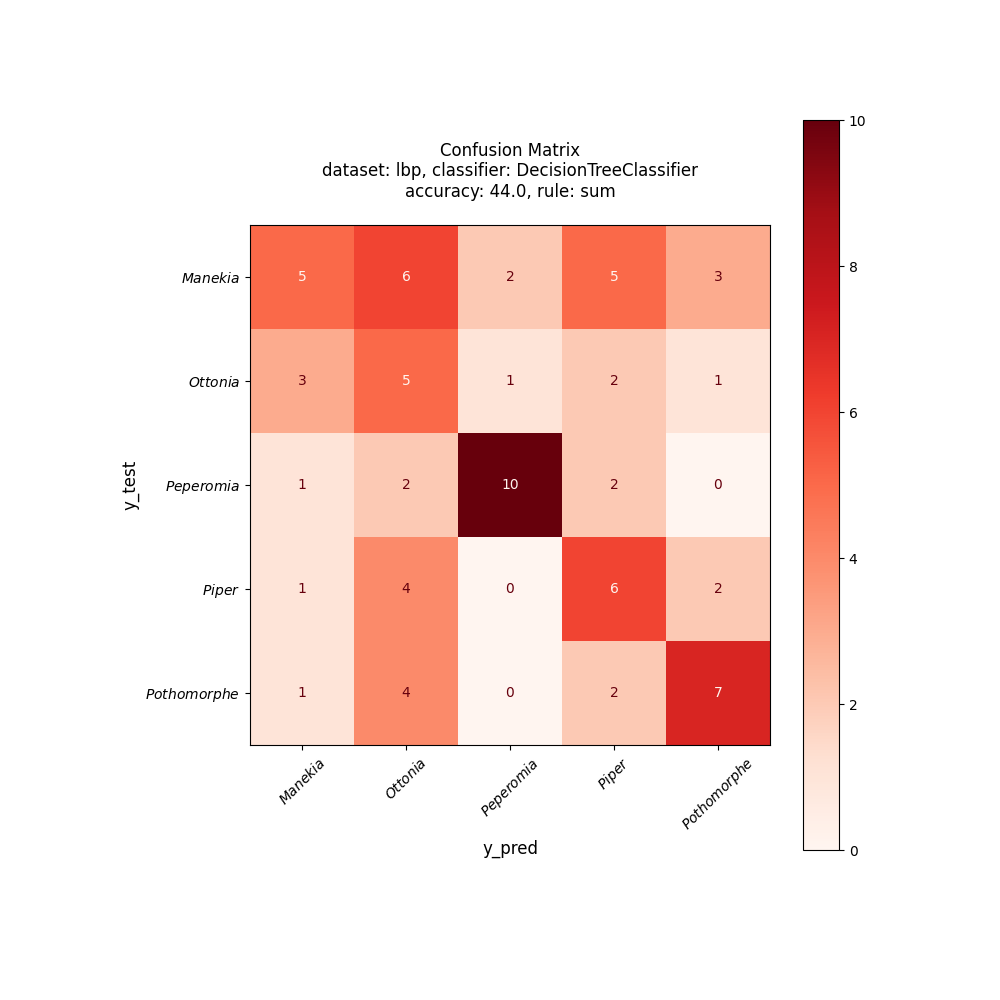 Confusion Matrix
dataset: lbp, classifier: DecisionTreeClassifier
accuracy: 44.0, rule: sum
y_test
Manekia 5 6 2 5 3
Ottonia 3 5 1 2 1
Peperomia 1 2 10 2 0
Piper 1 4 0 6 2
Pothomorphe 1 4 0 2 7
Manekia Ottonia Peperomia Piper Pothomorphe
y_pred
10
8
6
4
2
0